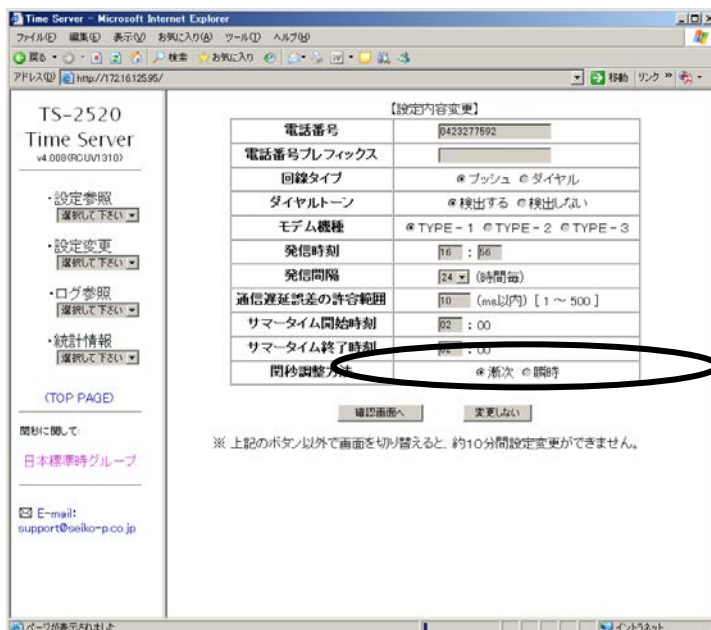 Time Server - Microsoft Internet Explorer
ファイル(F) 編集(E) 表示(V) お気に入り(A) ツール(T) ヘルプ(H)
戻る 検索 お気に入り
アドレス(D) http://172.16.125.95/ 移動 リンク »
TS-2520
Time Server
v4.008(RCUV1310)
・設定参照
選択して下さい
・設定変更
選択して下さい
・ログ参照
選択して下さい
・統計情報
選択して下さい
(TOP PAGE)
閏秒に関して:
日本標準時グループ
E-mail:
support@seiko-p.co.jp
【設定内容変更】
電話番号 0423277592
電話番号プレフィックス
回線タイプ プッシュ ダイヤル
ダイヤルトーン 検出する 検出しない
モデム機種 TYPE-1 TYPE-2 TYPE-3
発信時刻 16 : 56
発信間隔 24 (時間毎)
通信遅延誤差の許容範囲 10 (ms以内) [ 1 ~ 500 ]
サマータイム開始時刻 02 : 00
サマータイム終了時刻 02 : 00
閏秒調整方法 漸次 瞬時
確認画面へ 変更しない
※ 上記のボタン以外で画面を切り替えると、約10分間設定変更ができません。
ページが表示されました イントラネット